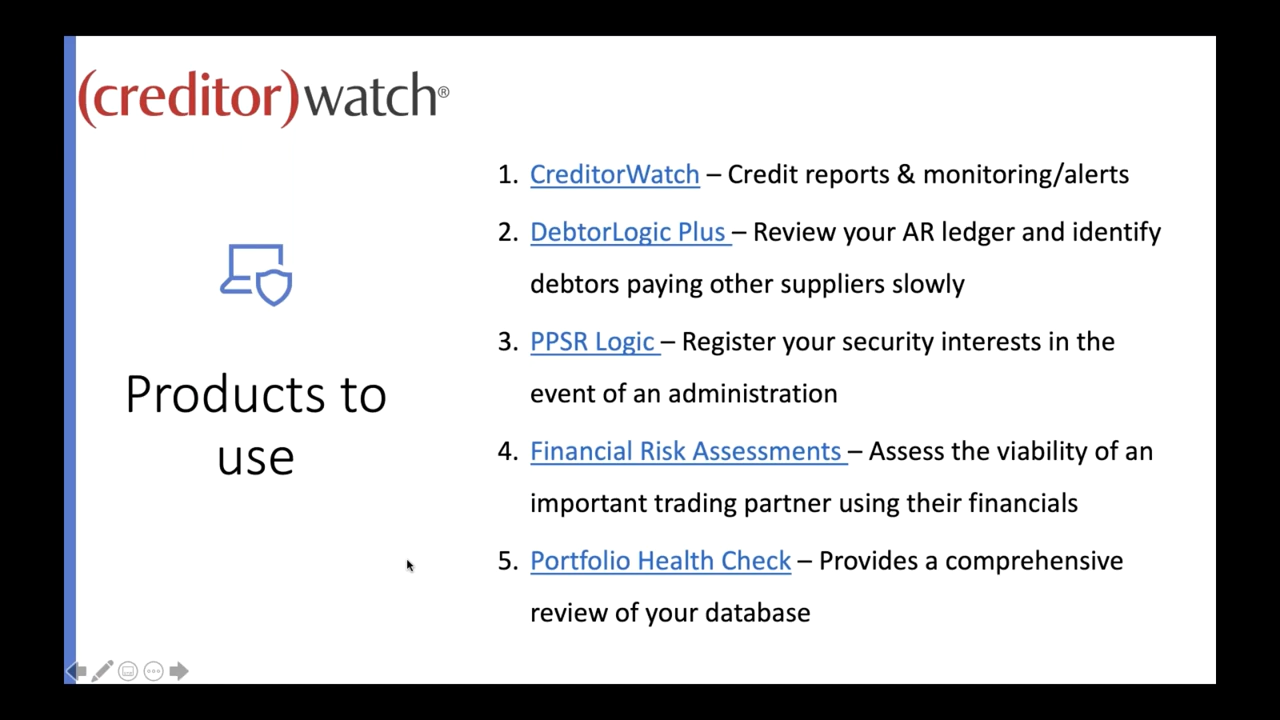 (creditor)watch®
Products to
use
1. CreditorWatch – Credit reports & monitoring/alerts
2. DebtorLogic Plus – Review your AR ledger and identify
debtors paying other suppliers slowly
3. PPSR Logic – Register your security interests in the
event of an administration
4. Financial Risk Assessments – Assess the viability of an
important trading partner using their financials
5. Portfolio Health Check – Provides a comprehensive
review of your database